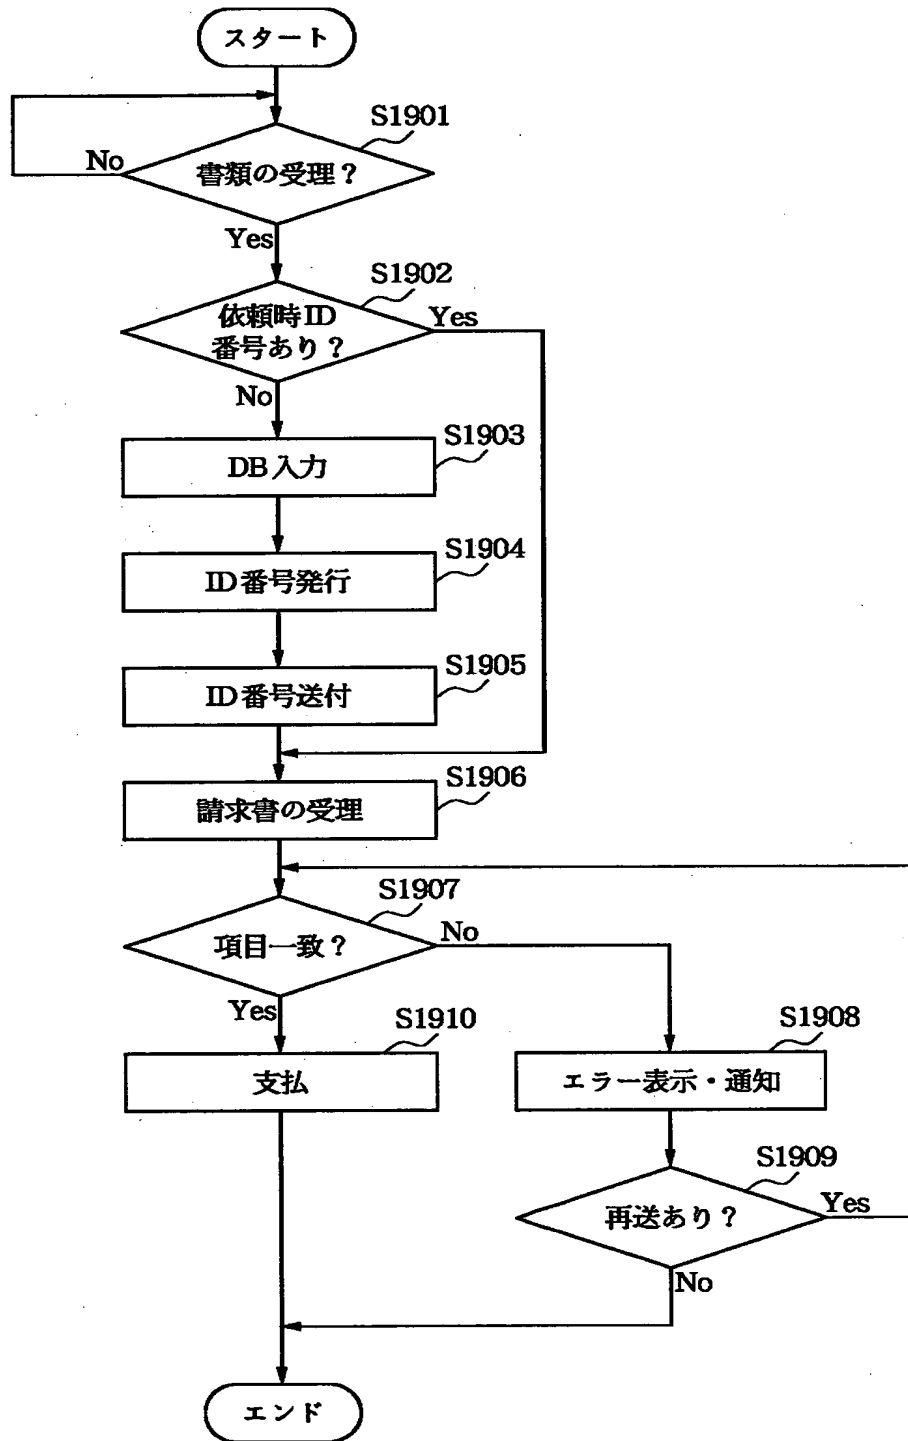 スタート
S1901
No
書類の受理？
Yes
S1902
依頼時ID
番号あり？
Yes
No
S1903
DB入力
S1904
ID番号発行
S1905
ID番号送付
S1906
請求書の受理
S1907
項目一致？
No
Yes
S1910
支払
S1908
エラー表示・通知
S1909
再送あり？
Yes
No
エンド